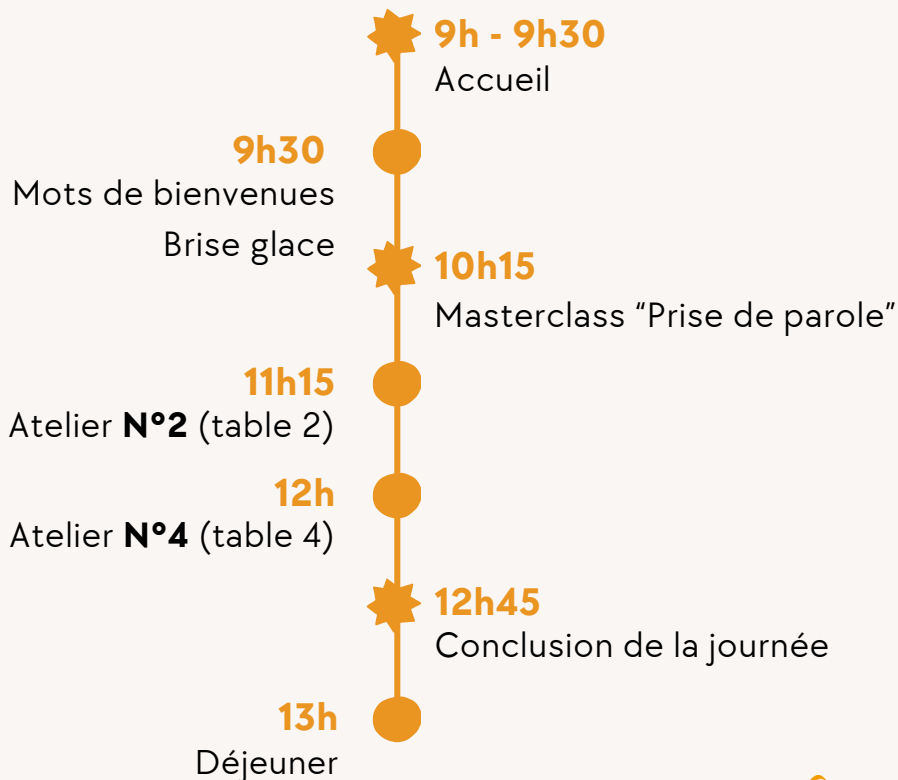 9h - 9h30
Accueil
9h30
Mots de bienvenues
Brise glace
10h15
Masterclass “Prise de parole”
11h15
Atelier N°2 (table 2)
12h
Atelier N°4 (table 4)
12h45
Conclusion de la journée
13h
Déjeuner